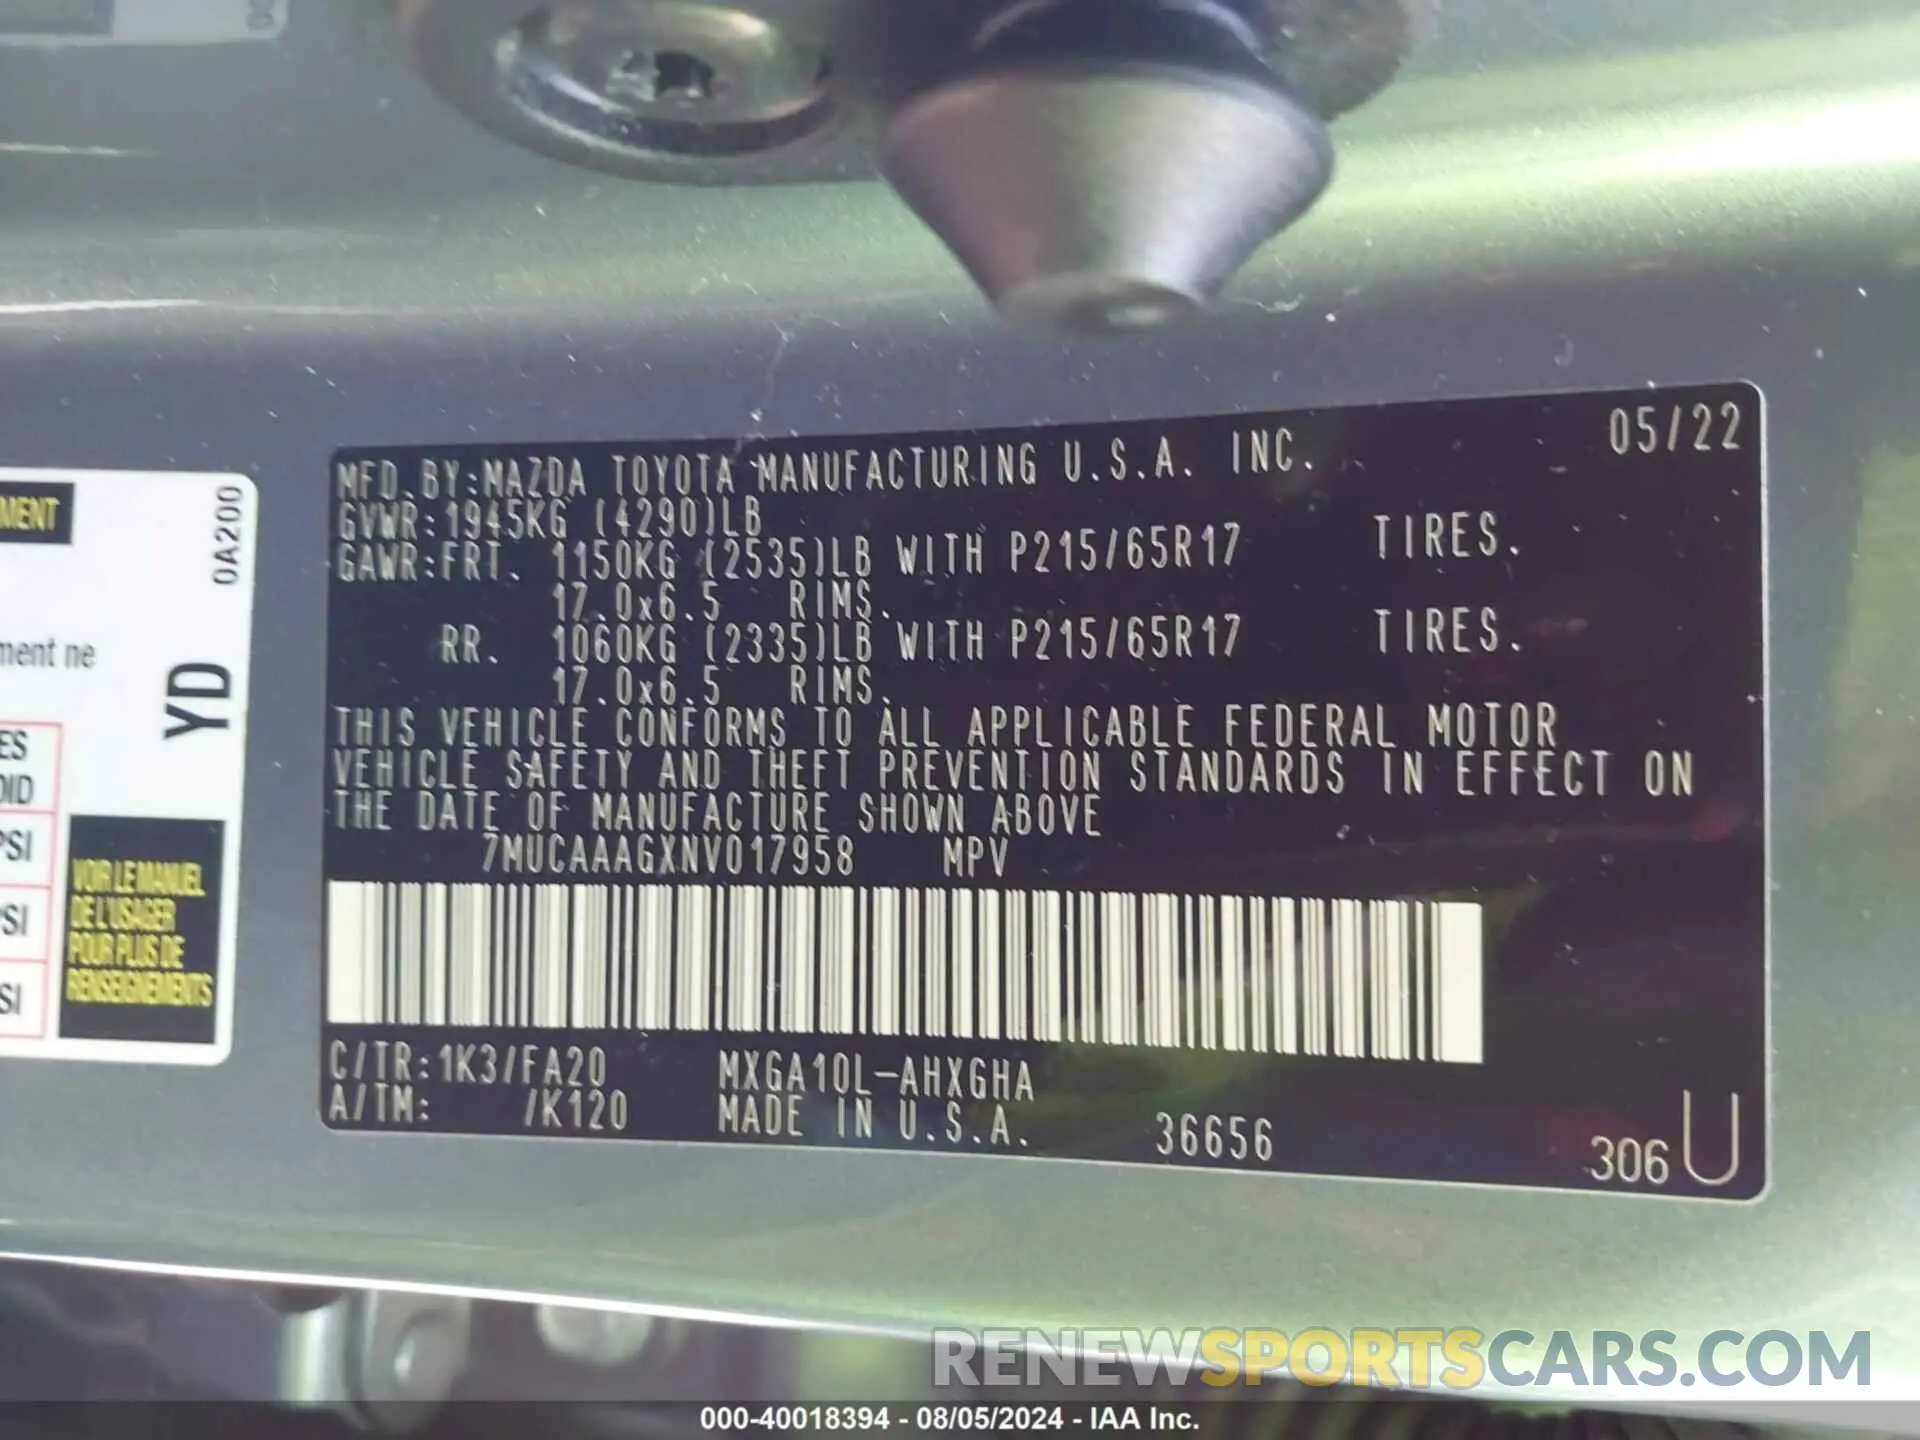 MFD. BY:MAZDA TOYOTA MANUFACTURING U.S.A. INC. 05/22
GVWR:1945KG (4290)LB
GAWR:FRT. 1150KG (2535)LB WITH P215/65R17 TIRES.
17.0x6.5 RIMS.
RR. 1060KG (2335)LB WITH P215/65R17 TIRES.
17.0x6.5 RIMS.
THIS VEHICLE CONFORMS TO ALL APPLICABLE FEDERAL MOTOR
VEHICLE SAFETY AND THEFT PREVENTION STANDARDS IN EFFECT ON
THE DATE OF MANUFACTURE SHOWN ABOVE
7MUCAAAGXNV017958 MPV
C/TR:1K3/FA20 MXGA10L-AHXGHA
A/TM: /K120 MADE IN U.S.A. 36656
306 U
0A200
YD
ment ne
PSI
VOIR LE MANUEL
DE L'USAGER
POUR PLUS DE
RENSEIGNEMENTS
RENEWSPORTSCARS.COM
000-40018394 - 08/05/2024 - IAA Inc.